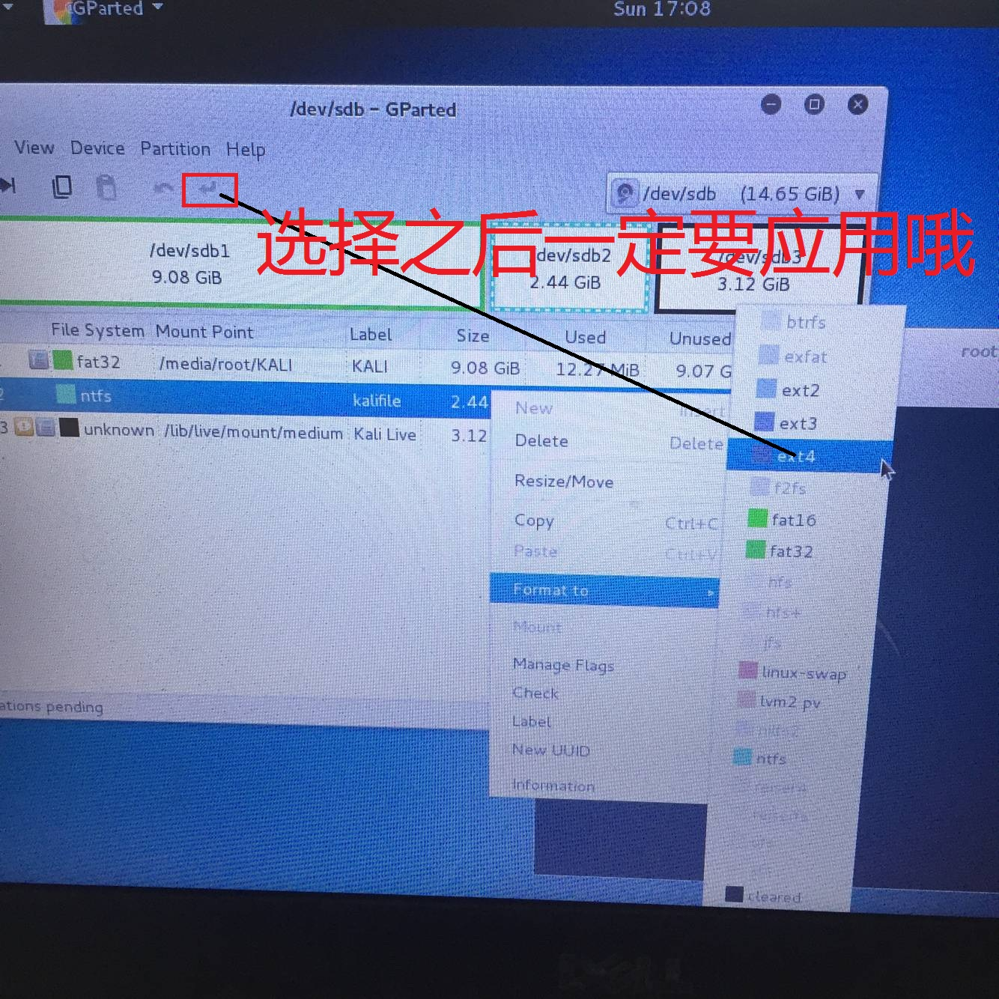 GParted
Sun 17:08
/dev/sdb - GParted
View Device Partition Help
/dev/sdb (14.65 GiB)
选择之后一定要应用哦
/dev/sdb1
9.08 GiB
dev/sdb2
2.44 GiB
/dev/sdb3
3.12 GiB
File System Mount Point Label Size Used Unused
fat32 /media/root/KALI KALI 9.08 GiB 12.27 MiB 9.07 G
2 ntfs kalifile 2.44
3 unknown /lib/live/mount/medium Kali Live 3.12
root
New Insert
Delete Delete
Resize/Move
Copy Ctrl+C
Paste Ctrl+V
Format to
Mount
Manage Flags
Check
Label
New UUID
Information
btrfs
exfat
ext2
ext3
ext4
f2fs
fat16
fat32
hfs
hfs+
jfs
linux-swap
lvm2 pv
nilfs2
ntfs
reiser4
reiserfs
cleared
ations pending